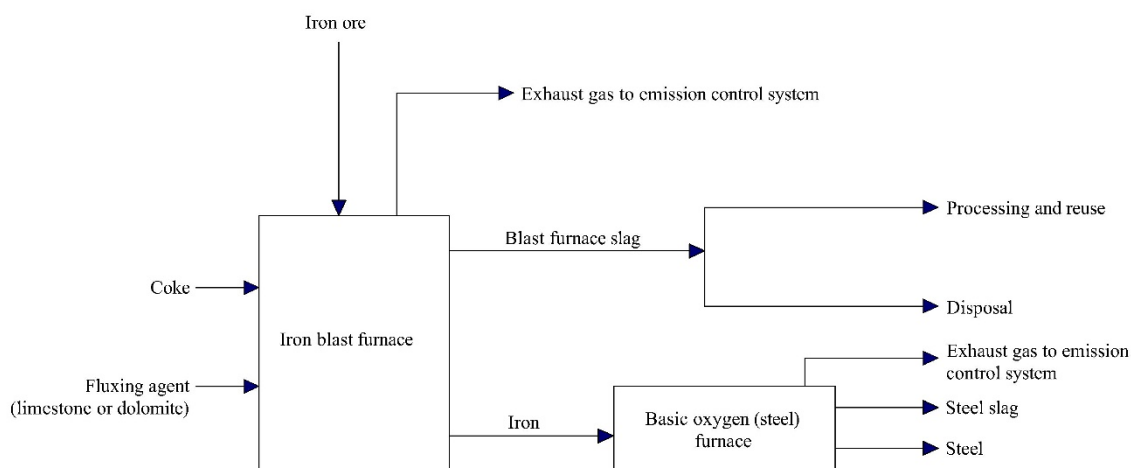 Iron ore
Exhaust gas to emission control system
Processing and reuse
Blast furnace slag
Coke
Disposal
Iron blast furnace
Exhaust gas to emission
control system
Fluxing agent
(limestone or dolomite)
Iron
Basic oxygen (steel)
furnace
Steel slag
Steel